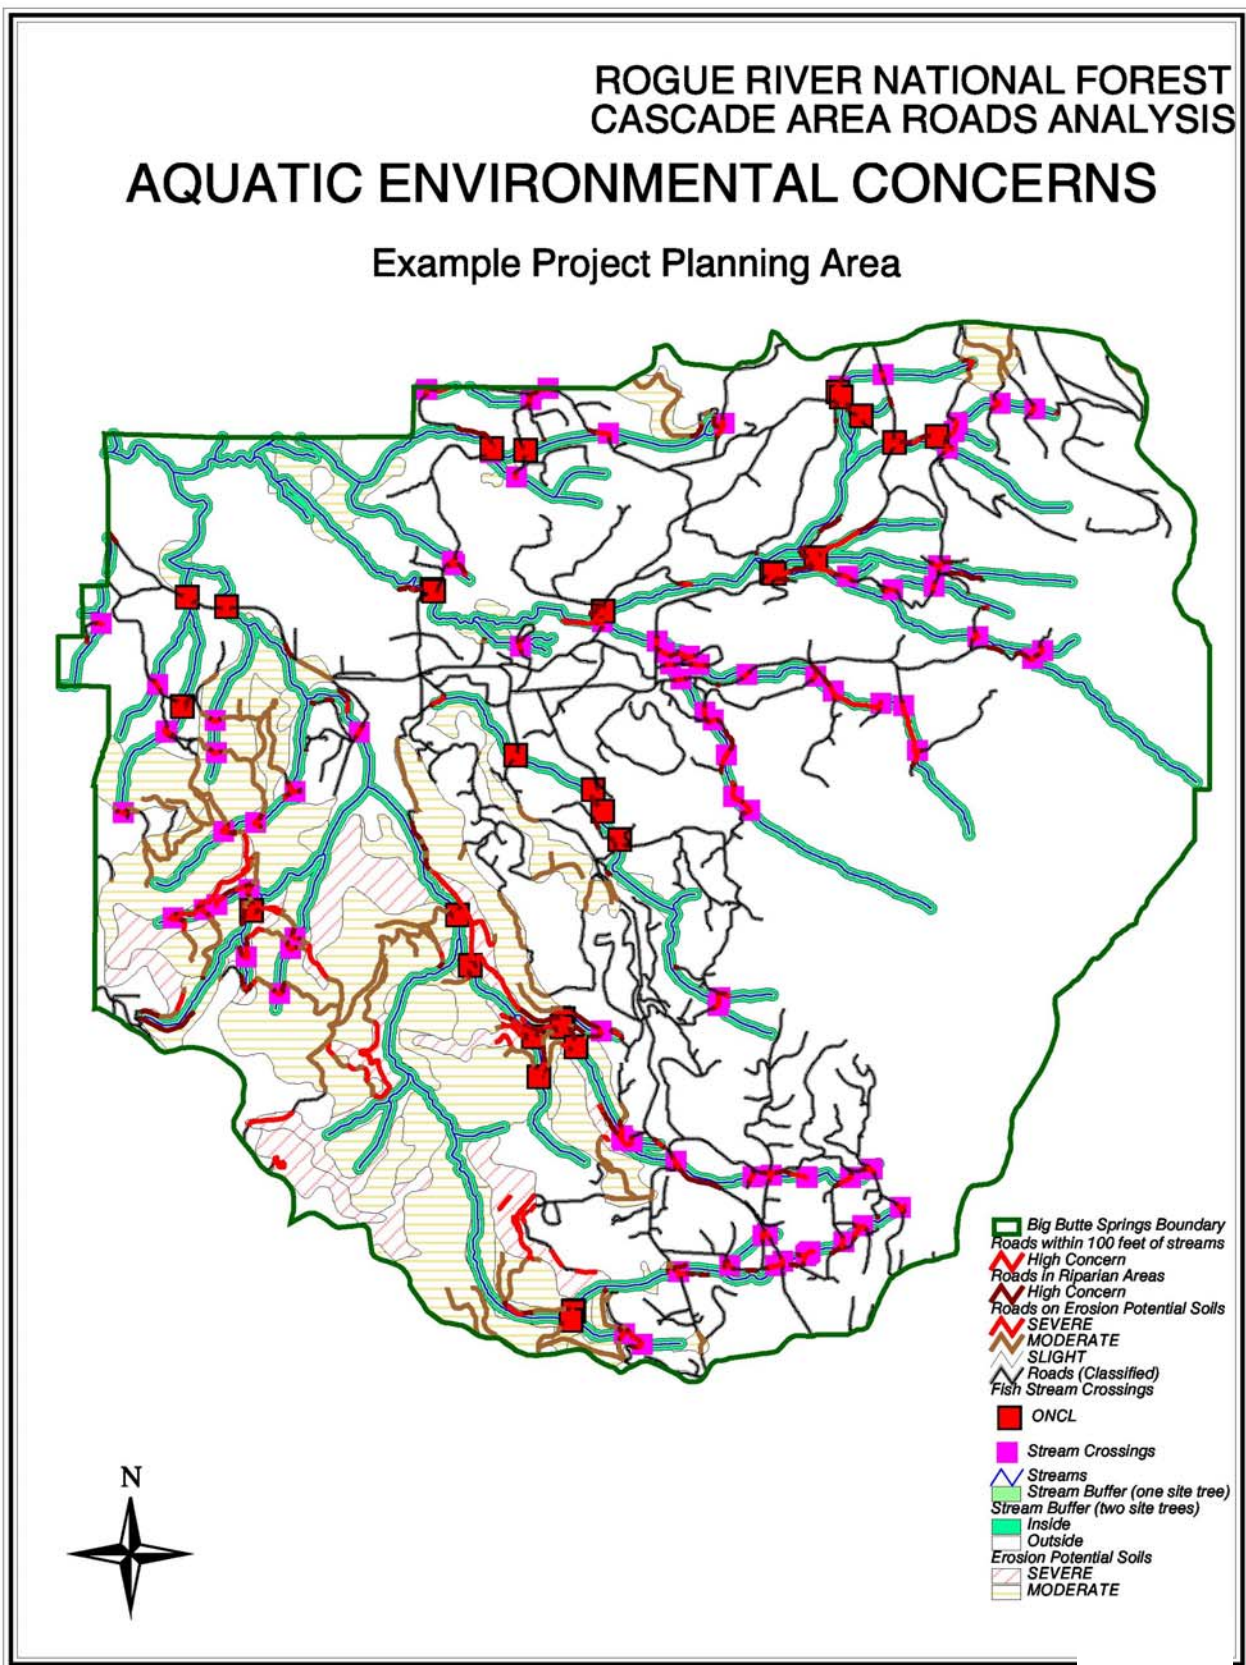 ROGUE RIVER NATIONAL FOREST
CASCADE AREA ROADS ANALYSIS
AQUATIC ENVIRONMENTAL CONCERNS
Example Project Planning Area
Big Butte Springs Boundary
Roads within 100 feet of streams
High Concern
Roads in Riparian Areas
High Concern
Roads on Erosion Potential Soils
SEVERE
MODERATE
SLIGHT
Roads (Classified)
Fish Stream Crossings
ONCL
Stream Crossings
Streams
Stream Buffer (one site tree)
Stream Buffer (two site trees)
Inside
Outside
Erosion Potential Soils
SEVERE
MODERATE
N